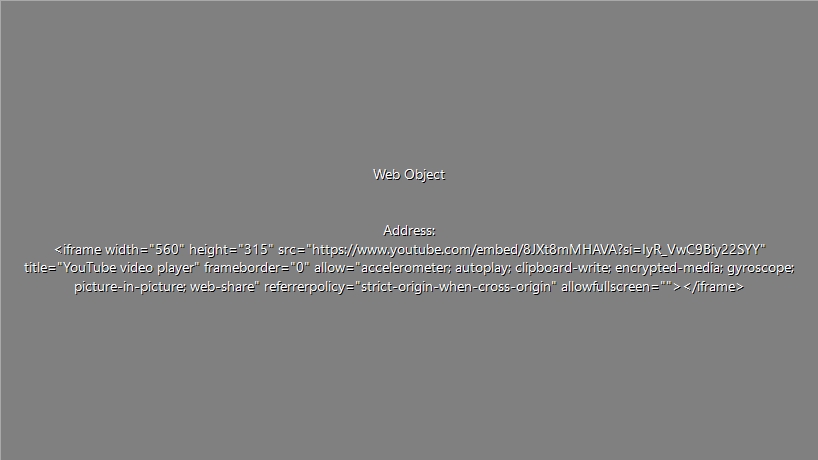 Web Object
Address:
<iframe width="560" height="315" src="https://www.youtube.com/embed/8JXt8mMHAVA?si=IyR_VwC9Biy22SYY"
title="YouTube video player" frameborder="0" allow="accelerometer; autoplay; clipboard-write; encrypted-media; gyroscope;
picture-in-picture; web-share" referrerpolicy="strict-origin-when-cross-origin" allowfullscreen=""></iframe>